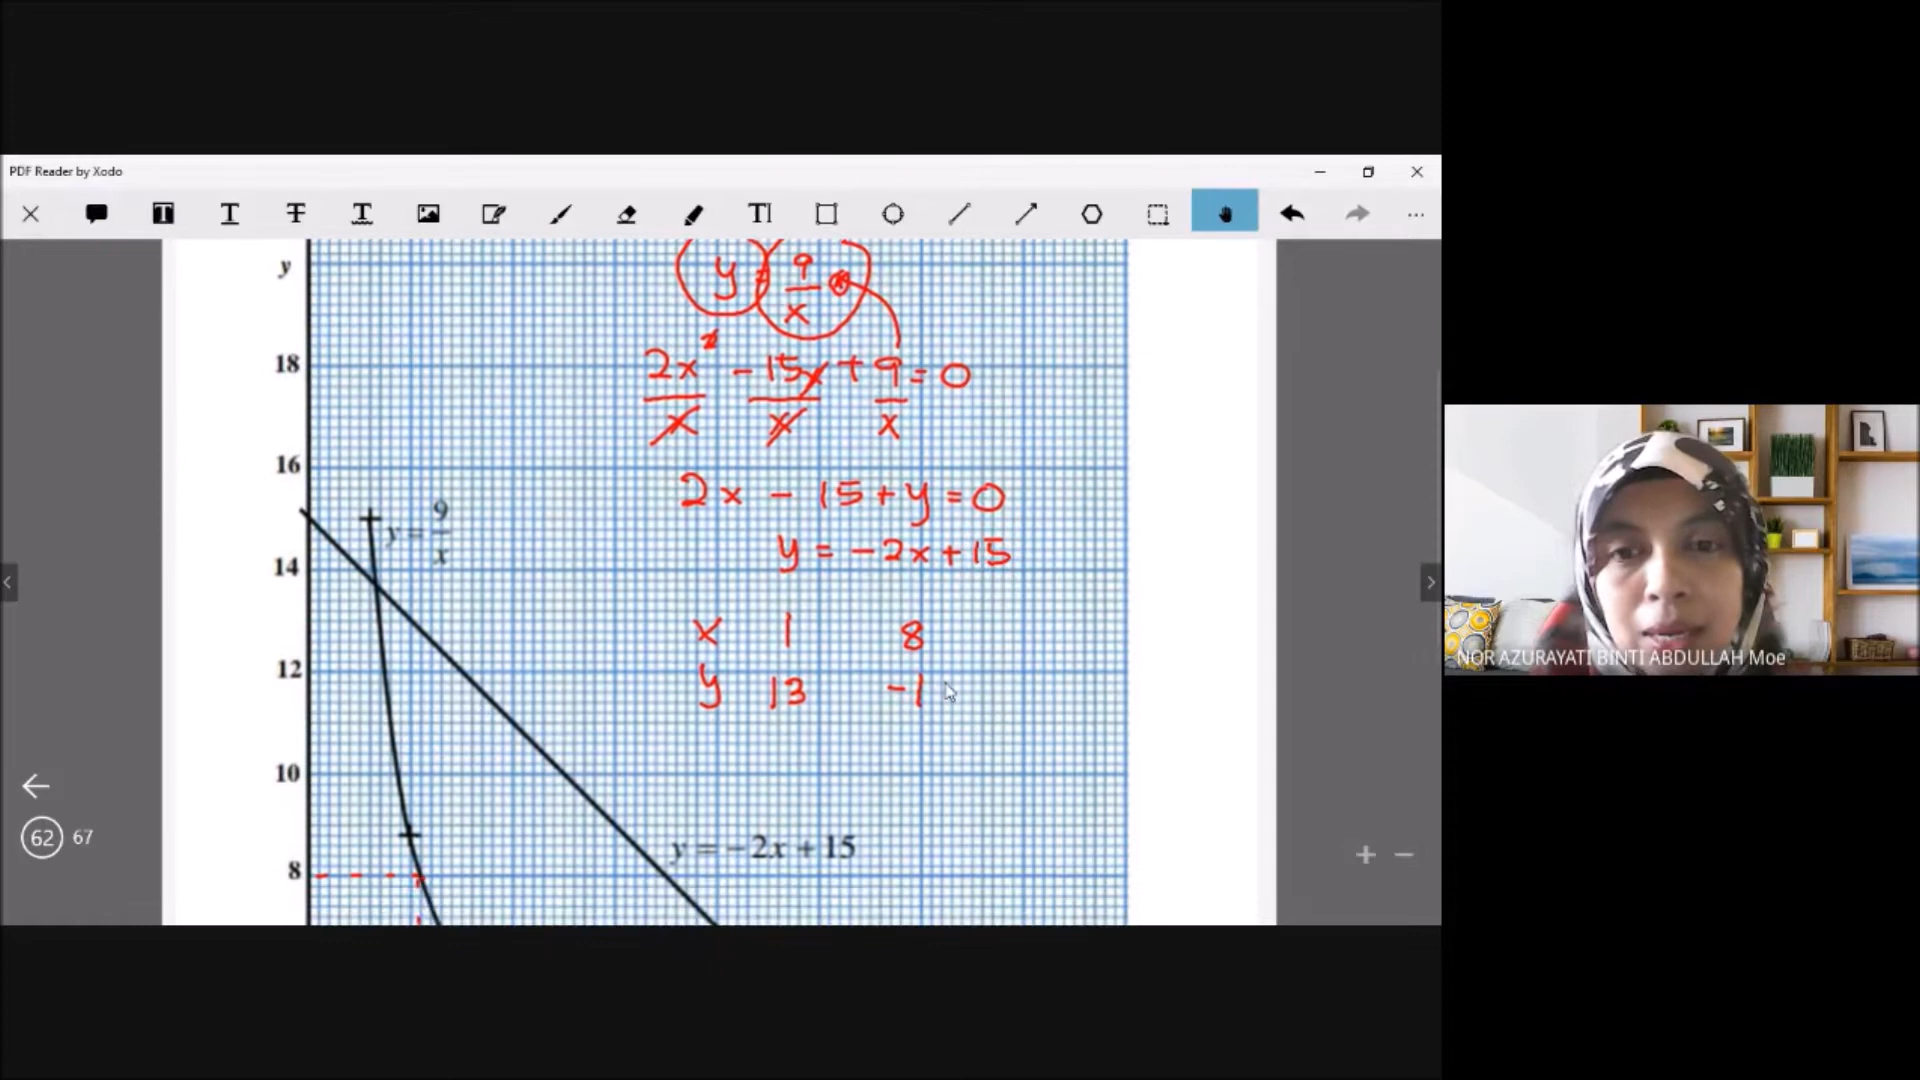 PDF Reader by Xodo
y
y = 9/x
18
2x² - 15x + 9 = 0
x x x
16
2x - 15 + y = 0
y = 9/x
y = -2x + 15
14
x 1 8
12
y 13 -1
NOR AZURAYATI BINTI ABDULLAH Moe
10
62 67
y = -2x + 15
8